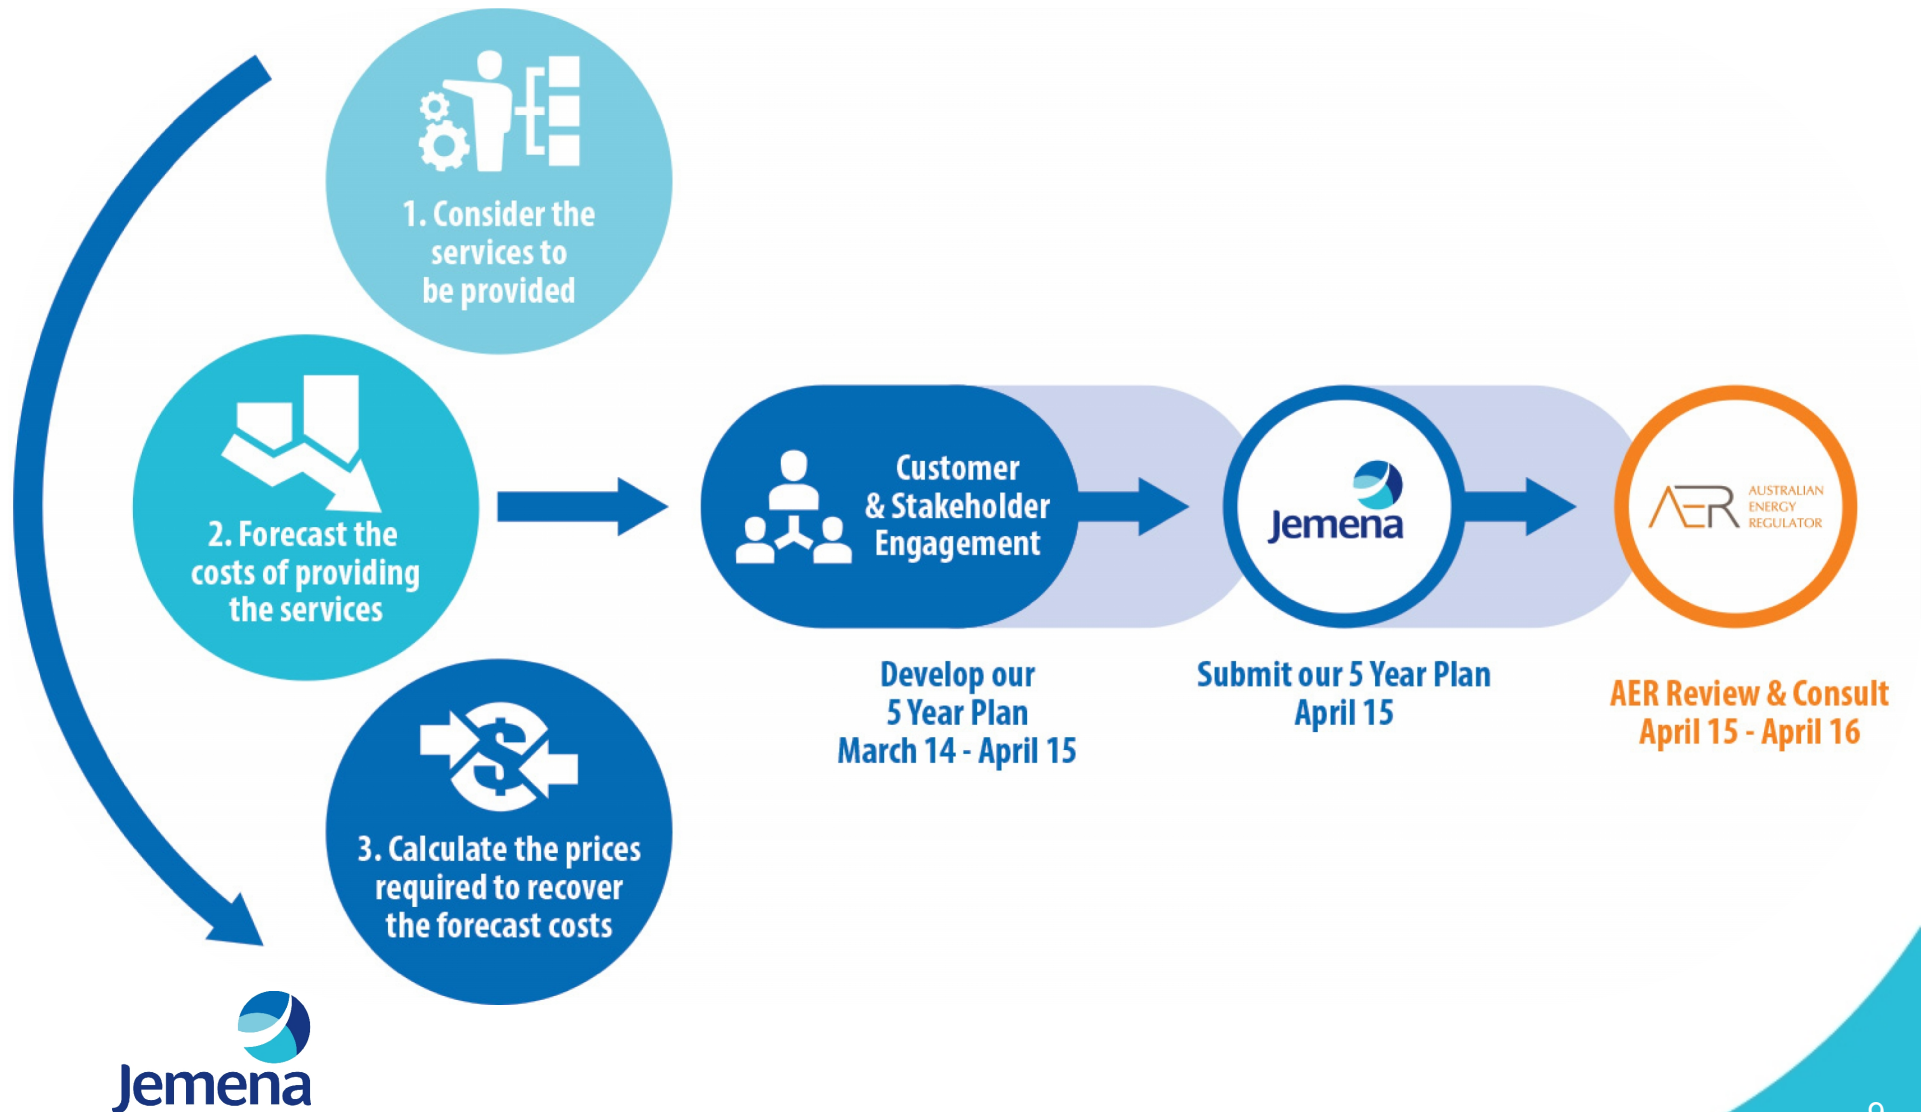 1. Consider the
services to
be provided
2. Forecast the
costs of providing
the services
3. Calculate the prices
required to recover
the forecast costs
Customer
& Stakeholder
Engagement
Develop our
5 Year Plan
March 14 - April 15
Jemena
Submit our 5 Year Plan
April 15
AER
AUSTRALIAN
ENERGY
REGULATOR
AER Review & Consult
April 15 - April 16
Jemena